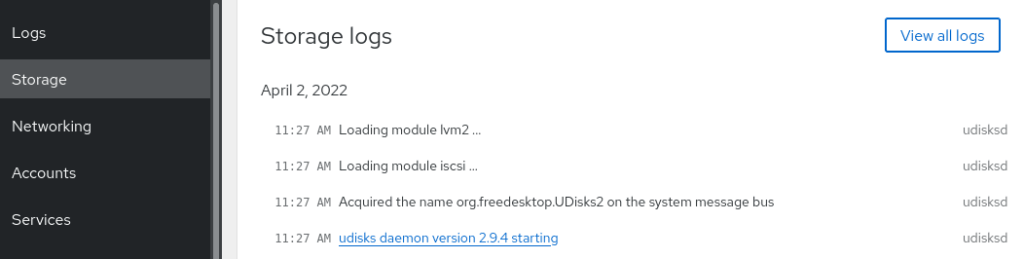 Logs
Storage
Networking
Accounts
Services
Storage logs
View all logs
April 2, 2022
11:27 AM Loading module lvm2 ... udisksd
11:27 AM Loading module iscsi ... udisksd
11:27 AM Acquired the name org.freedesktop.UDisks2 on the system message bus udisksd
11:27 AM udisks daemon version 2.9.4 starting udisksd